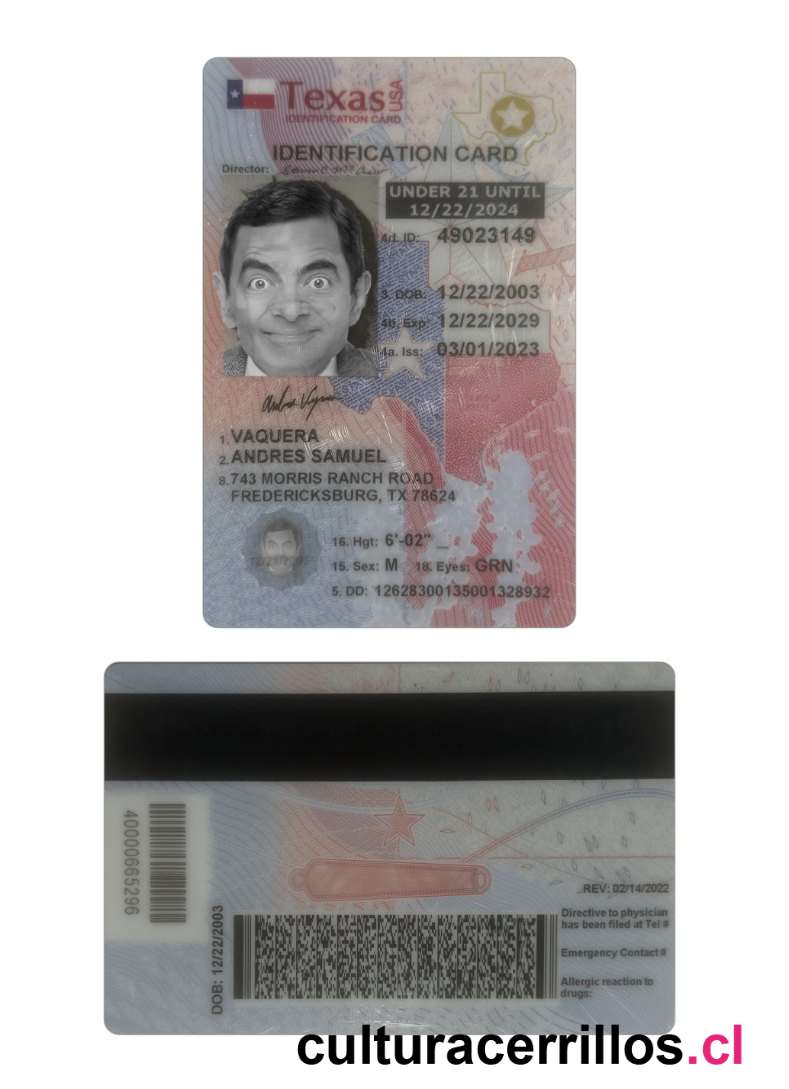 Texas USA
IDENTIFICATION CARD
IDENTIFICATION CARD
Director:
UNDER 21 UNTIL
12/22/2024
4d. ID: 49023149
3. DOB: 12/22/2003
4b. Exp: 12/22/2029
4a. Iss: 03/01/2023
1. VAQUERA
2. ANDRES SAMUEL
8. 743 MORRIS RANCH ROAD
FREDERICKSBURG, TX 78624
16. Hgt: 6'-02"
15. Sex: M 18. Eyes: GRN
5. DD: 12628300135001328932
40000665296
DOB: 12/22/2003
REV: 02/14/2022
Directive to physician
has been filed at Tel #
Emergency Contact #
Allergic reaction to
drugs:
culturacerrillos.cl